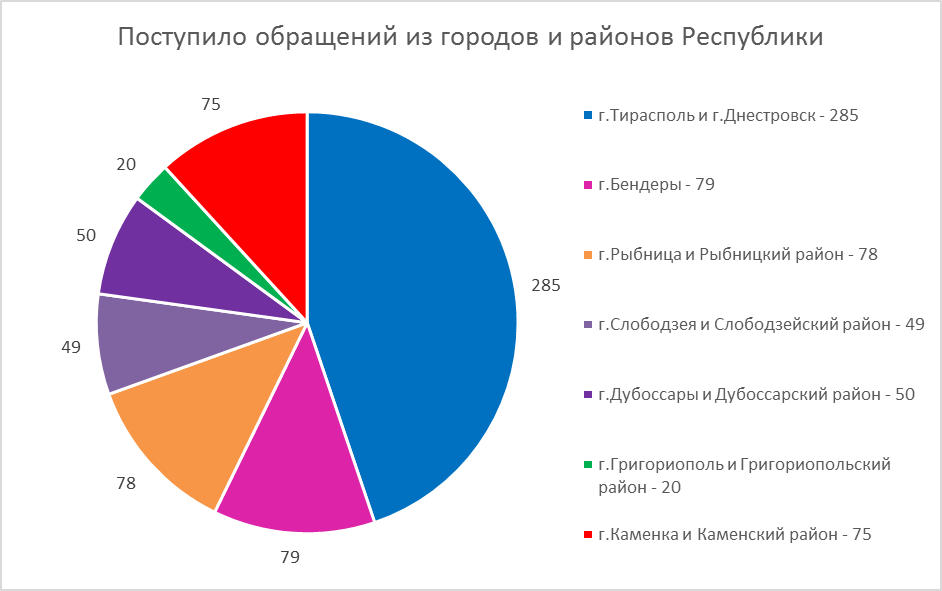 Поступило обращений из городов и районов Республики
75
20
50
49
78
79
285
г.Тирасполь и г.Днестровск - 285
г.Бендеры - 79
г.Рыбница и Рыбницкий район - 78
г.Слободзея и Слободзейский район - 49
г.Дубоссары и Дубоссарский район - 50
г.Григориополь и Григориопольский
район - 20
г.Каменка и Каменский район - 75